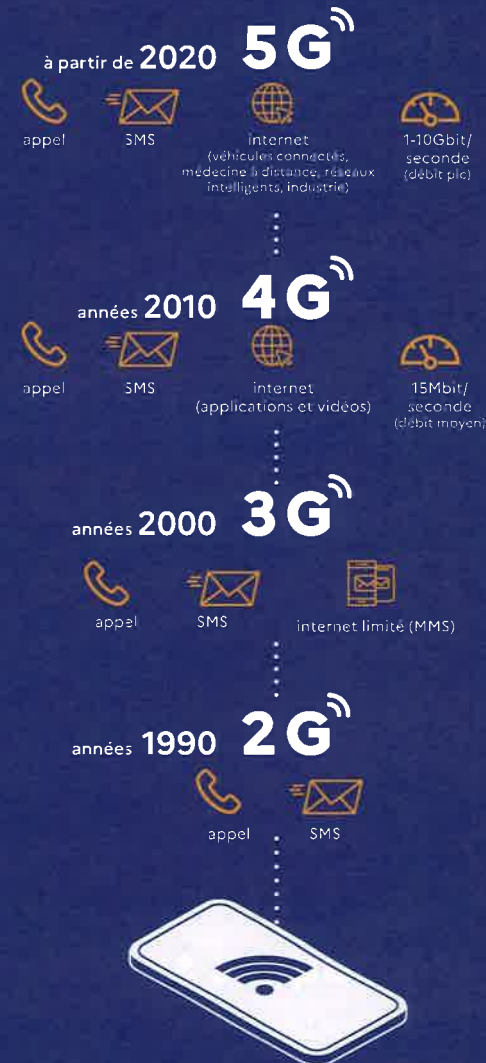 à partir de 2020 5G
appel
SMS
internet
(véhicules connectés,
médecine à distance, réseaux
intelligents, industrie)
1-10Gbit/
seconde
(débit pic)
années 2010 4G
appel
SMS
internet
(applications et vidéos)
15Mbit/
seconde
(débit moyen)
années 2000 3G
appel
SMS
internet limité (MMS)
années 1990 2G
appel
SMS